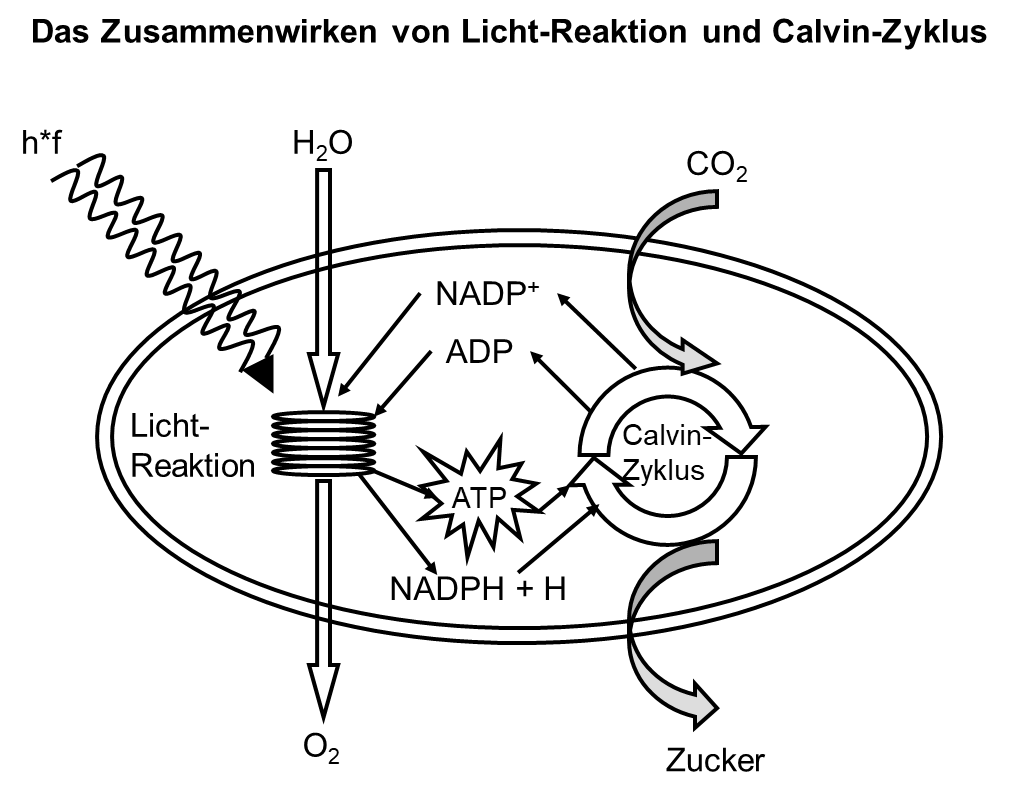 Das Zusammenwirken von Licht-Reaktion und Calvin-Zyklus
h*f
H₂O
CO₂
NADP⁺
ADP
Licht-
Reaktion
Calvin-
Zyklus
ATP
NADPH + H
O₂
Zucker